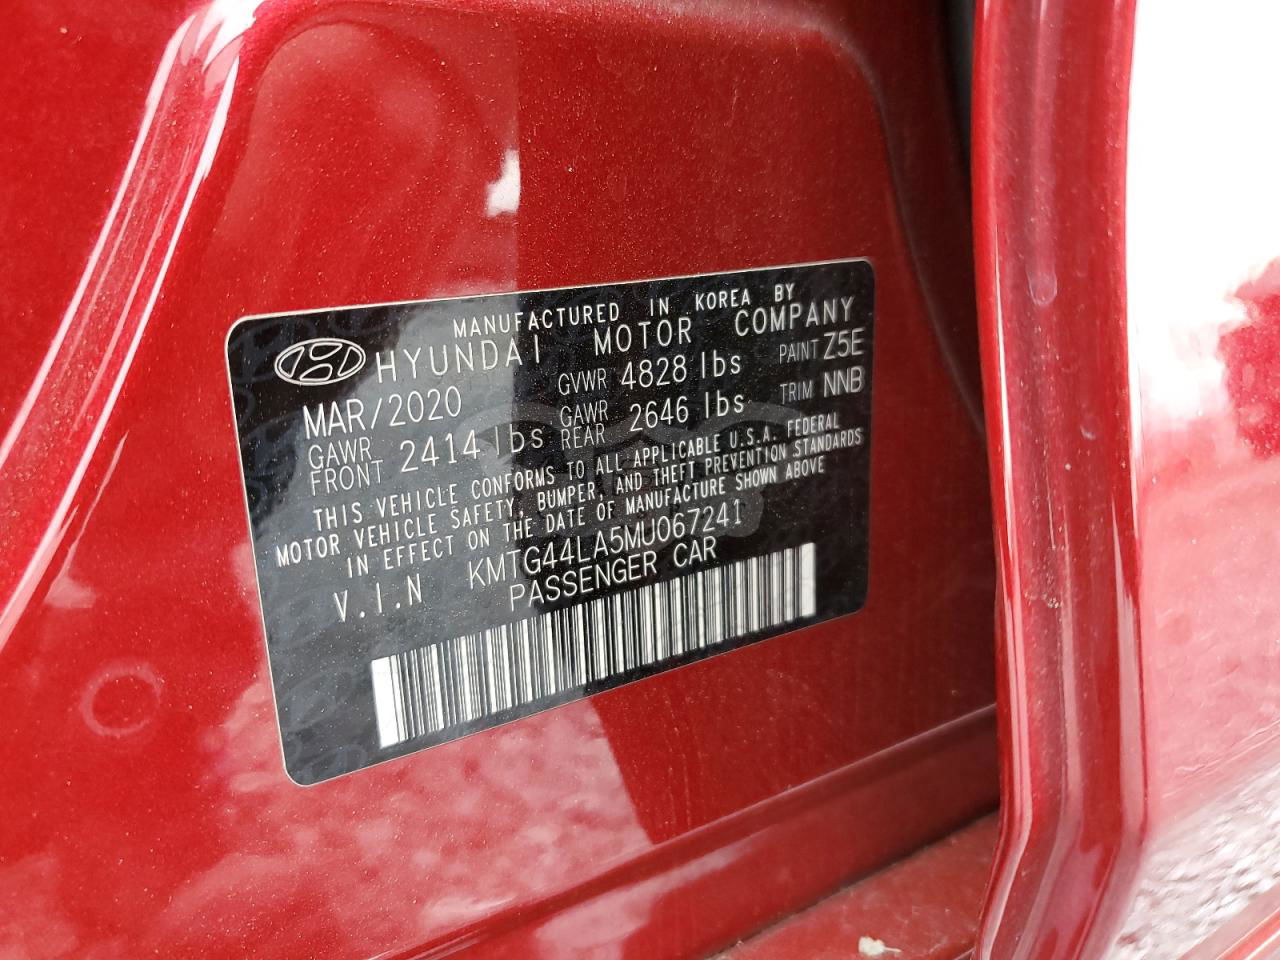 MANUFACTURED IN KOREA BY
HYUNDAI MOTOR COMPANY
MAR/2020 GVWR 4828 lbs PAINT Z5E
GAWR FRONT 2414 lbs GAWR REAR 2646 lbs TRIM NNB
THIS VEHICLE CONFORMS TO ALL APPLICABLE U.S.A. FEDERAL
MOTOR VEHICLE SAFETY, BUMPER, AND THEFT PREVENTION STANDARDS
IN EFFECT ON THE DATE OF MANUFACTURE SHOWN ABOVE
V.I.N KMTG44LA5MU067241
PASSENGER CAR